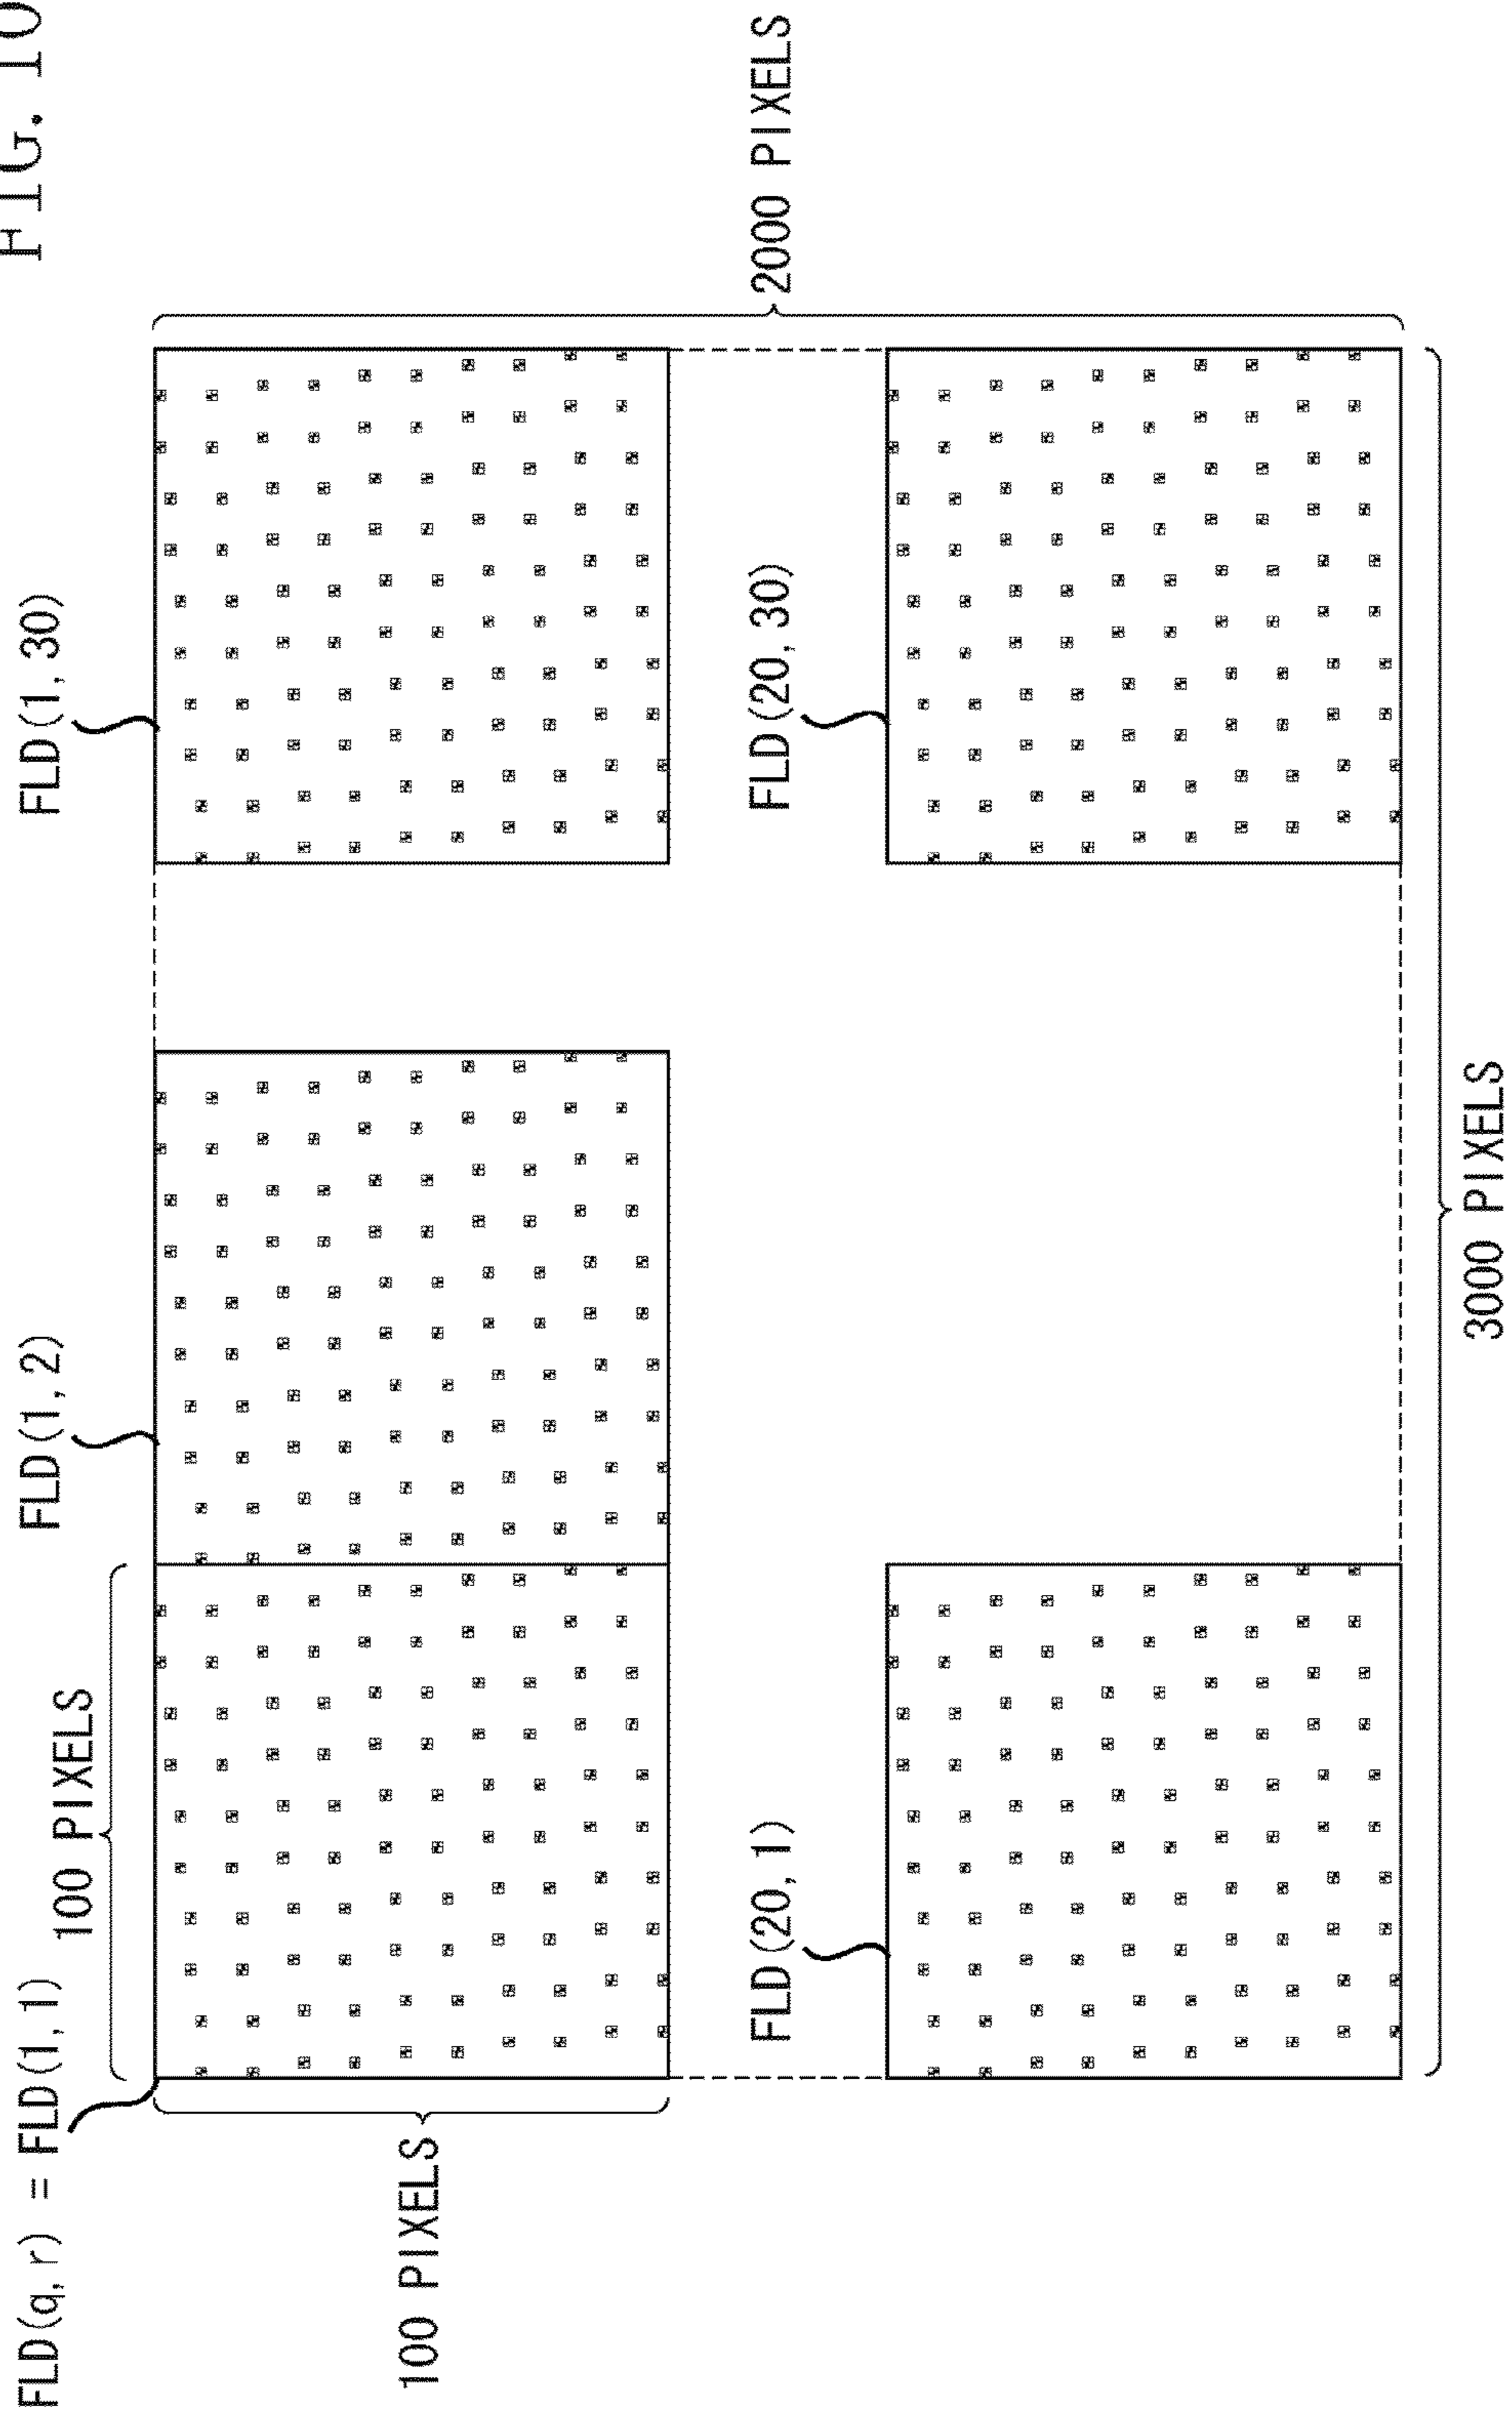 FIG. 10
FLD(q, r) = FLD(1, 1)
FLD(1, 2)
FLD(1, 30)
100 PIXELS
100 PIXELS
2000 PIXELS
FLD(20, 1)
FLD(20, 30)
3000 PIXELS